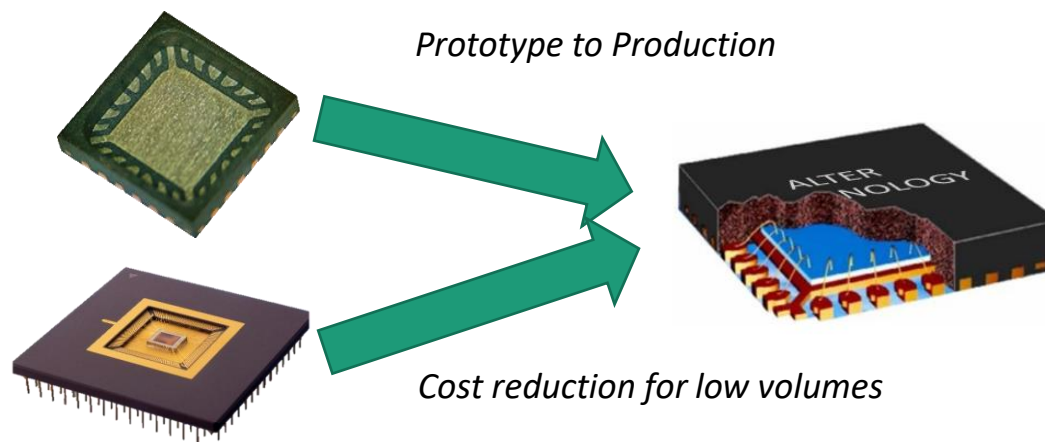 Prototype to Production
ALTER
NOLOGY
Cost reduction for low volumes